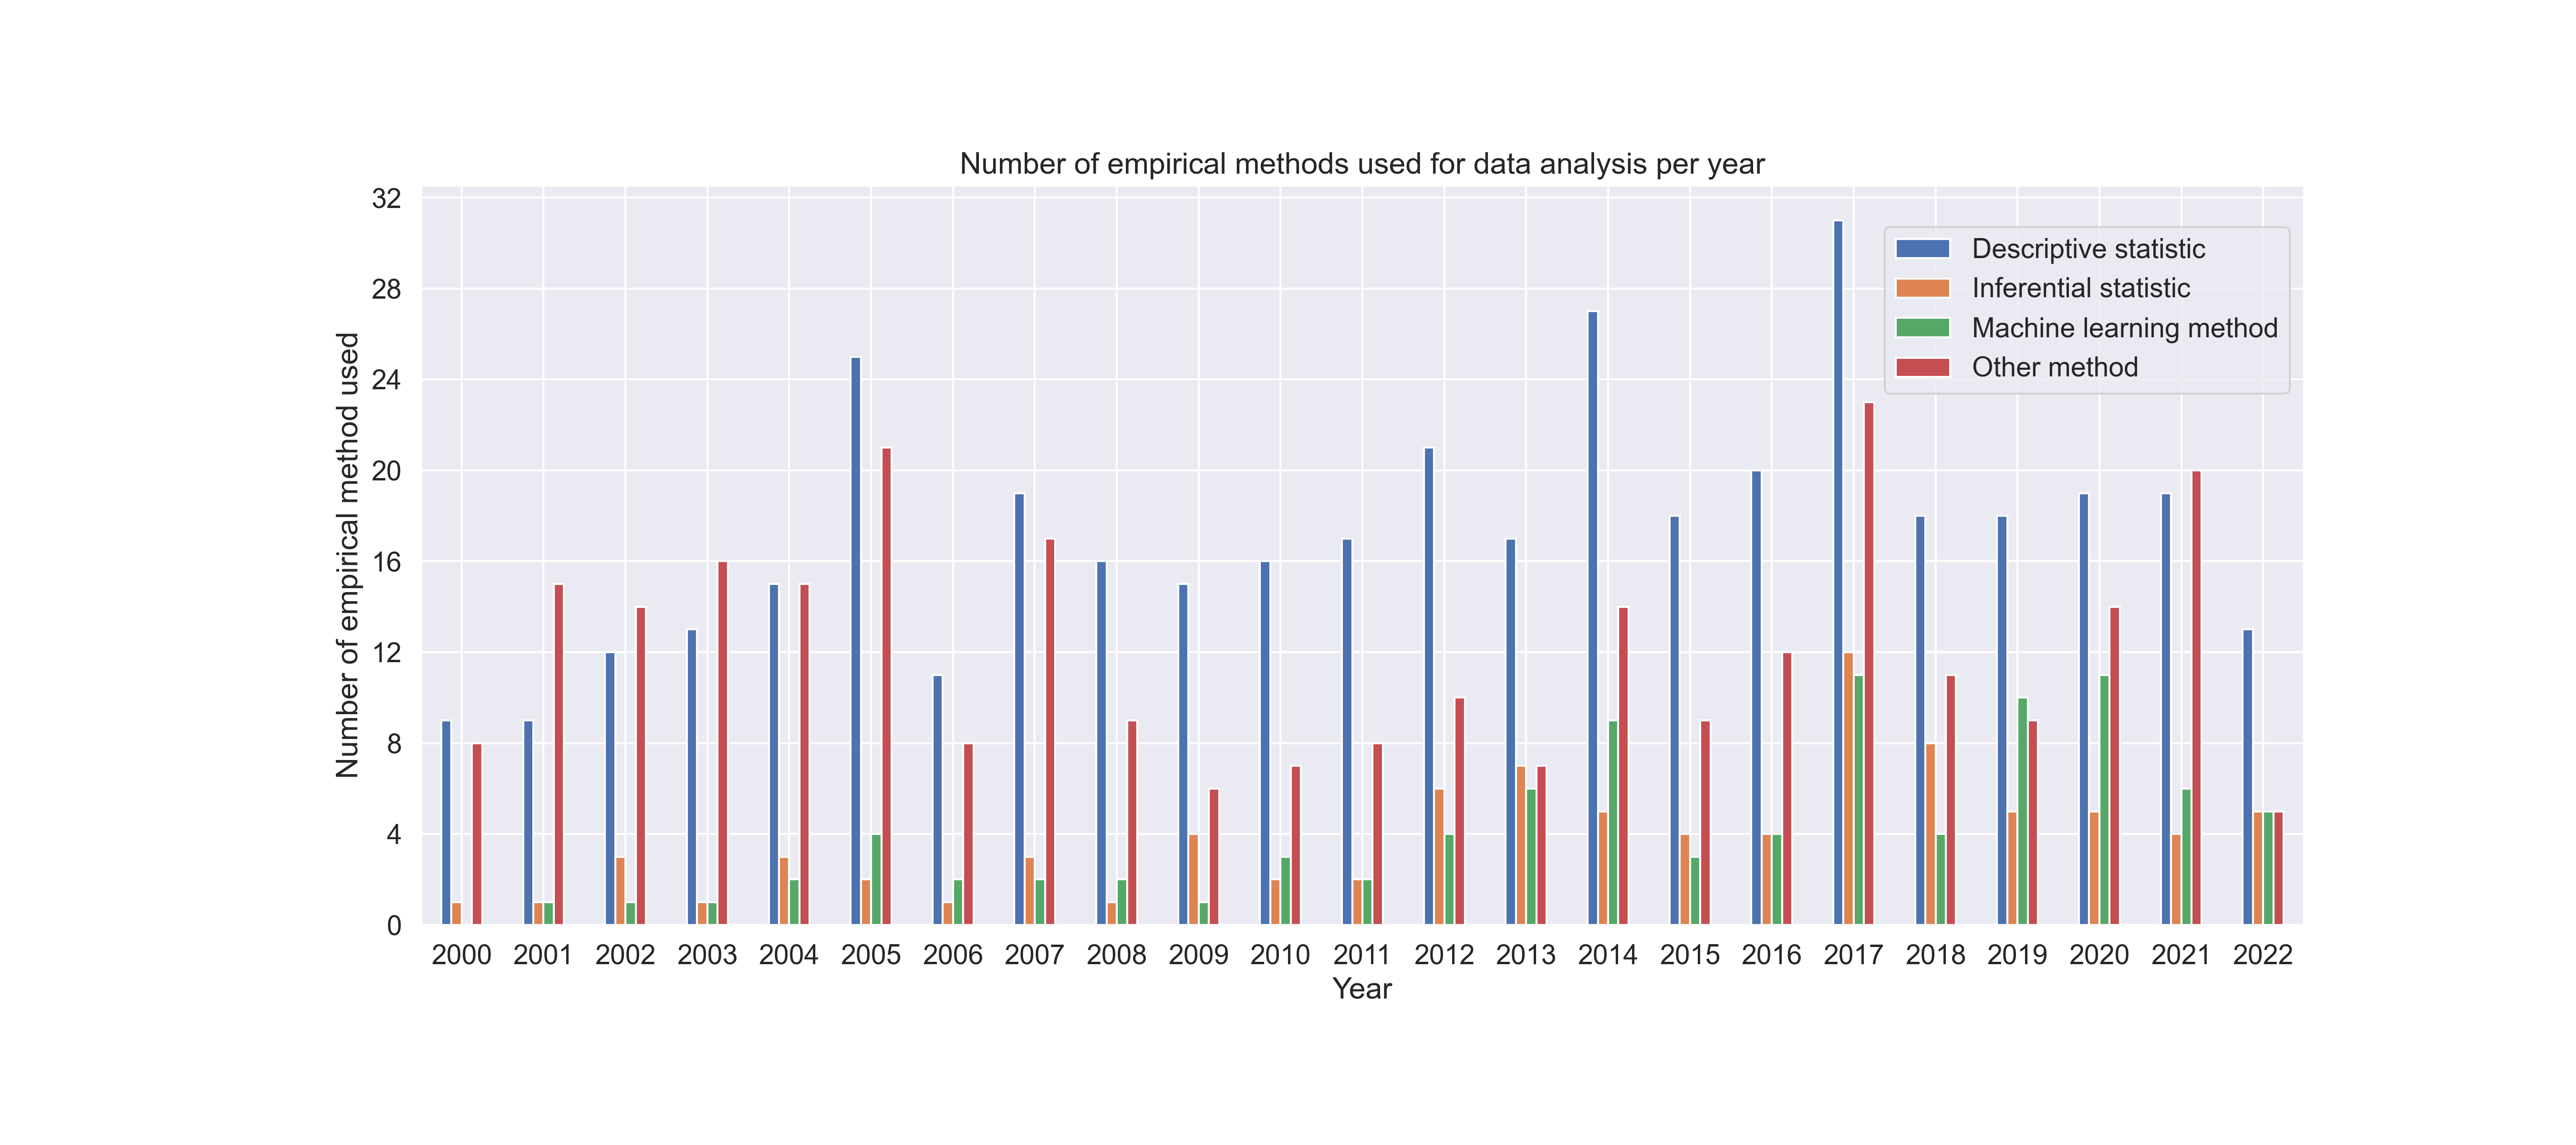 Number of empirical methods used for data analysis per year
Number of empirical method used
32
28
24
20
16
12
8
4
0
Descriptive statistic
Inferential statistic
Machine learning method
Other method
2000 2001 2002 2003 2004 2005 2006 2007 2008 2009 2010 2011 2012 2013 2014 2015 2016 2017 2018 2019 2020 2021 2022
Year